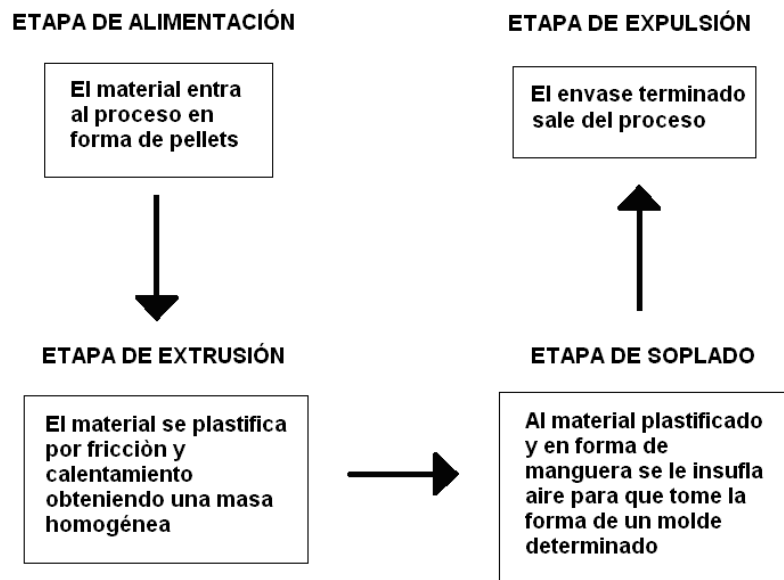 ETAPA DE ALIMENTACIÓN
El material entra
al proceso en
forma de pellets
ETAPA DE EXTRUSIÓN
El material se plastifica
por fricciòn y
calentamiento
obteniendo una masa
homogénea
ETAPA DE SOPLADO
Al material plastificado
y en forma de
manguera se le insufla
aire para que tome la
forma de un molde
determinado
ETAPA DE EXPULSIÓN
El envase terminado
sale del proceso